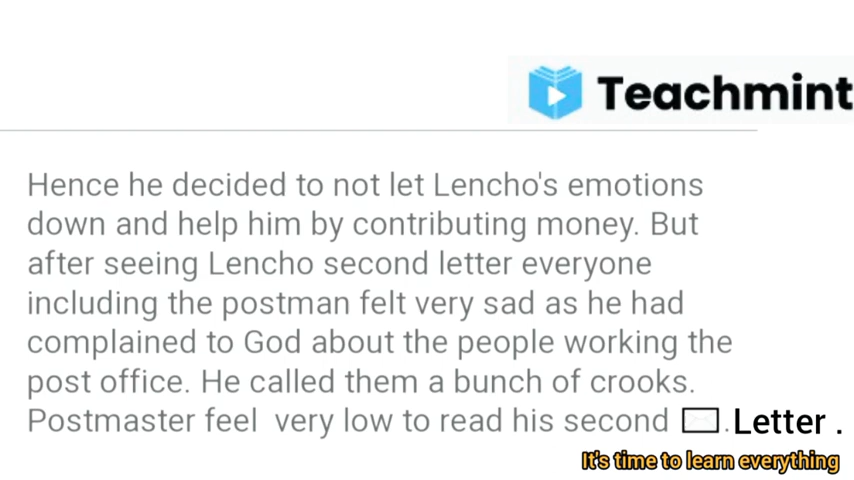 Teachmint
Hence he decided to not let Lencho's emotions
down and help him by contributing money. But
after seeing Lencho second letter everyone
including the postman felt very sad as he had
complained to God about the people working the
post office. He called them a bunch of crooks.
Postmaster feel  very low to read his second ✉.Letter .
It's time to learn everything